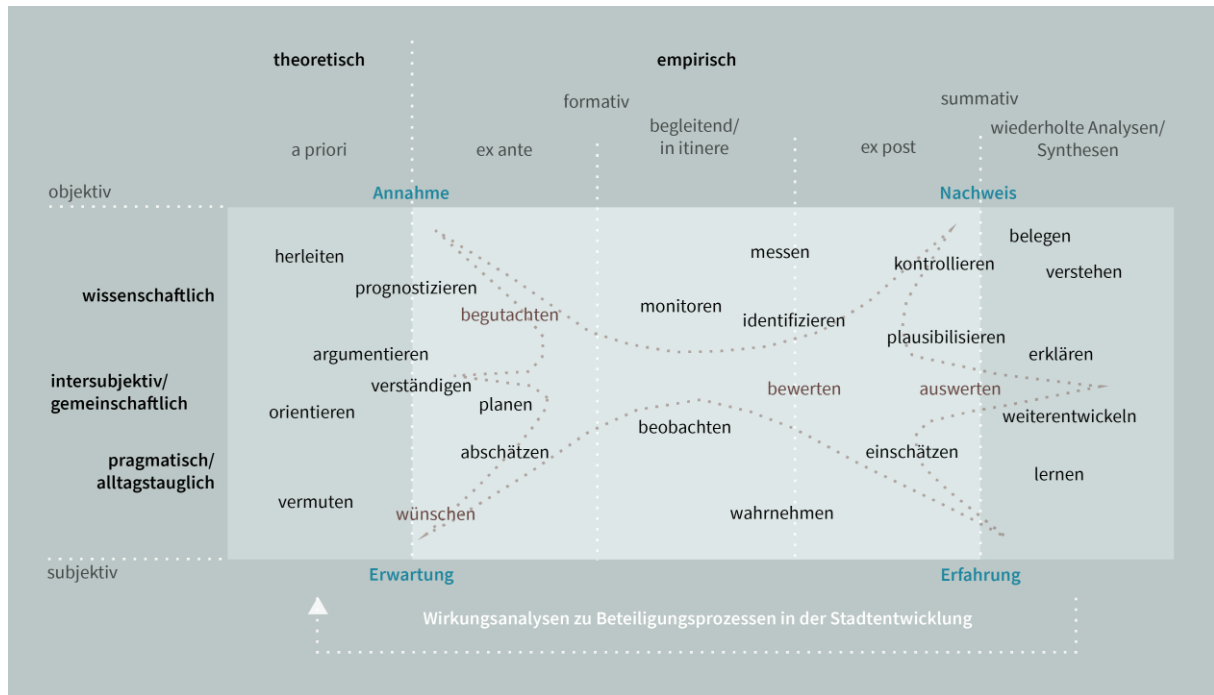 theoretisch
empirisch
formativ
summativ
a priori
ex ante
begleitend/
in itinere
ex post
wiederholte Analysen/
Synthesen
objektiv
Annahme
Nachweis
herleiten
messen
belegen
kontrollieren
verstehen
wissenschaftlich
prognostizieren
begutachten
monitoren
identifizieren
plausibilisieren
argumentieren
erklären
intersubjektiv/
gemeinschaftlich
verständigen
bewerten
auswerten
orientieren
planen
beobachten
weiterentwickeln
pragmatisch/
alltagstauglich
abschätzen
einschätzen
lernen
vermuten
wünschen
wahrnehmen
subjektiv
Erwartung
Erfahrung
Wirkungsanalysen zu Beteiligungsprozessen in der Stadtentwicklung